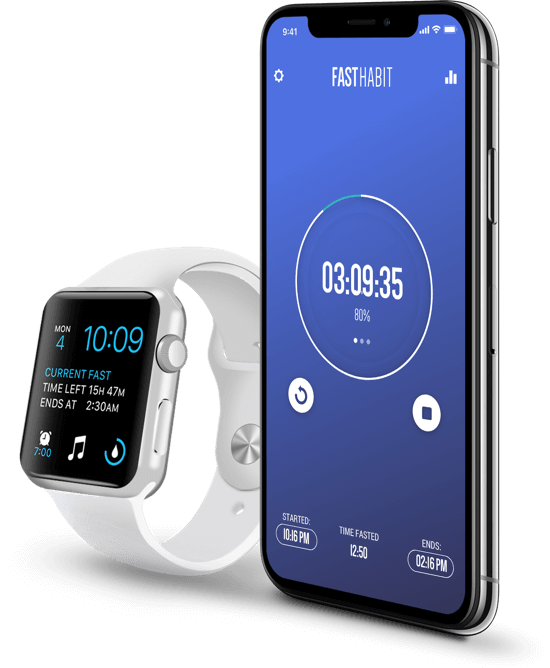 9:41
FASTHABIT
03:09:35
80%
STARTED:
10:16 PM
TIME FASTED
12:50
ENDS:
02:16 PM
MON
4
10:09
CURRENT FAST
TIME LEFT 15H 47M
ENDS AT 2:30AM
7:00